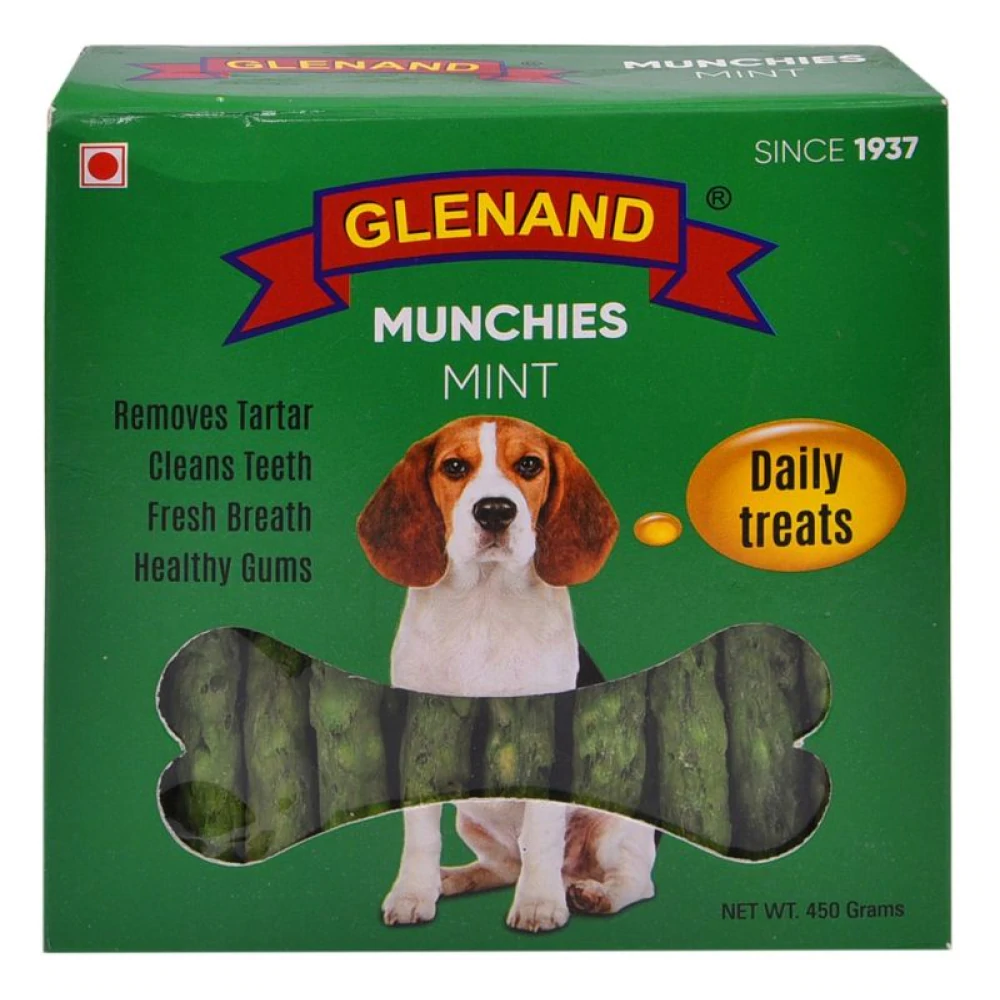 GLENAND ®
MUNCHIES
MINT
SINCE 1937
GLENAND ®
MUNCHIES
MINT
Removes Tartar
Cleans Teeth
Fresh Breath
Healthy Gums
Daily
treats
NET WT. 450 Grams